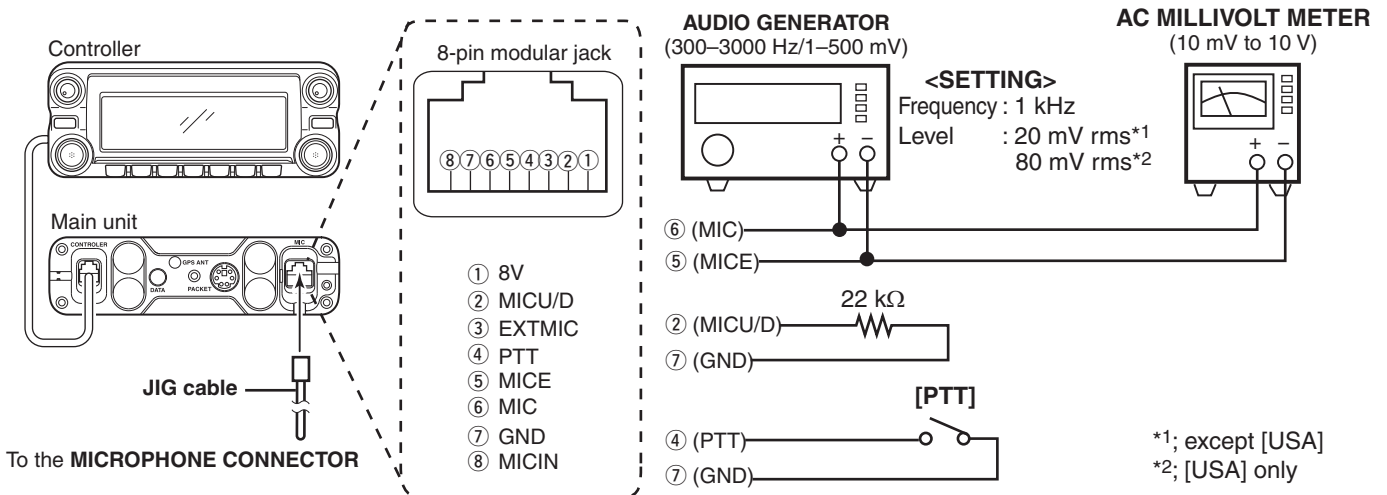 Controller
Main unit
CONTROLER
GPS ANT
DATA
PACKET
MIC
JIG cable
To the MICROPHONE CONNECTOR
8-pin modular jack
⑧⑦⑥⑤④③②①
① 8V
② MICU/D
③ EXTMIC
④ PTT
⑤ MICE
⑥ MIC
⑦ GND
⑧ MICIN
AUDIO GENERATOR
(300–3000 Hz/1–500 mV)
+ −
<SETTING>
Frequency : 1 kHz
Level : 20 mV rms*1
80 mV rms*2
AC MILLIVOLT METER
(10 mV to 10 V)
+ −
⑥ (MIC)
⑤ (MICE)
22 kΩ
② (MICU/D)
⑦ (GND)
[PTT]
④ (PTT)
⑦ (GND)
*1; except [USA]
*2; [USA] only